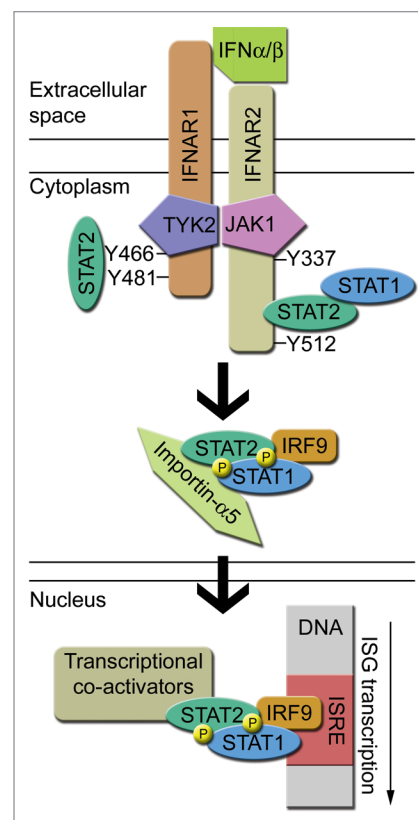 IFNα/β
IFNAR1
IFNAR2
Extracellular
space
Cytoplasm
TYK2
JAK1
STAT2
Y466
Y481
Y337
STAT1
STAT2
Y512
STAT2
IRF9
P
P
STAT1
Importin-α5
Nucleus
DNA
Transcriptional
co-activators
ISRE
ISG transcription
STAT2
IRF9
P
P
STAT1